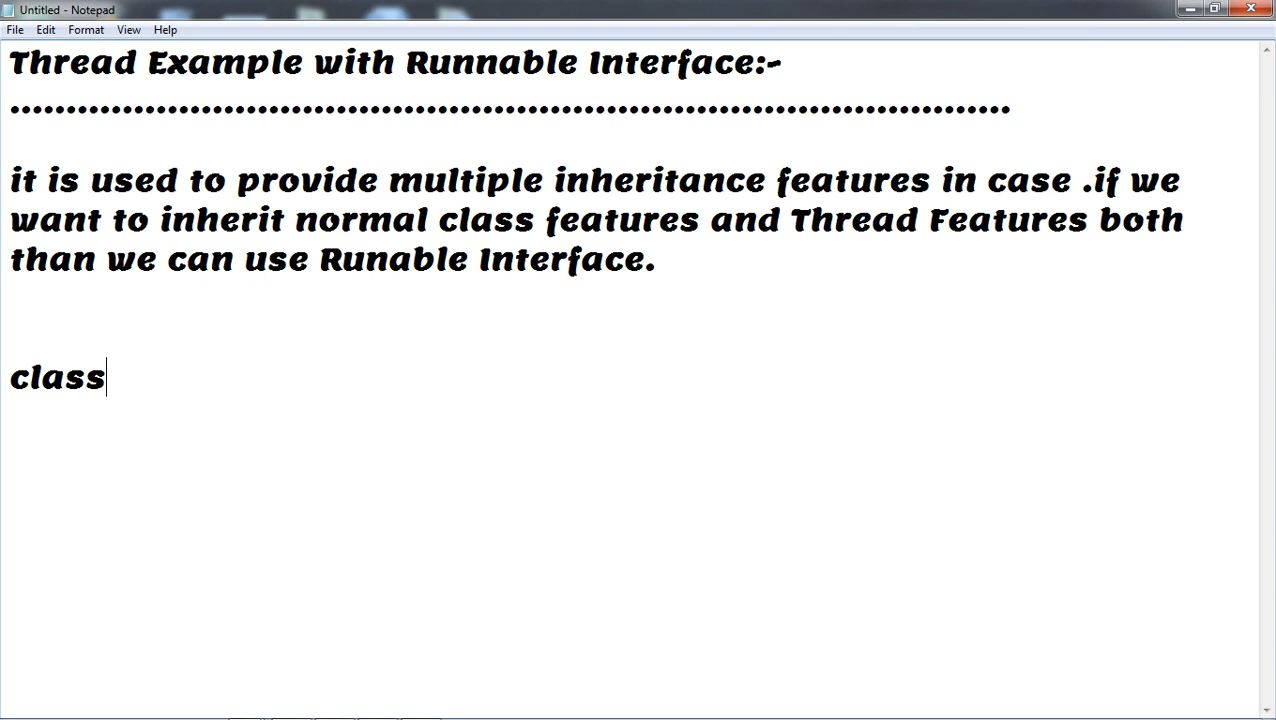 Untitled - Notepad
File Edit Format View Help
Thread Example with Runnable Interface:-
.........................................................................................
it is used to provide multiple inheritance features in case .if we
want to inherit normal class features and Thread Features both
than we can use Runable Interface.
class